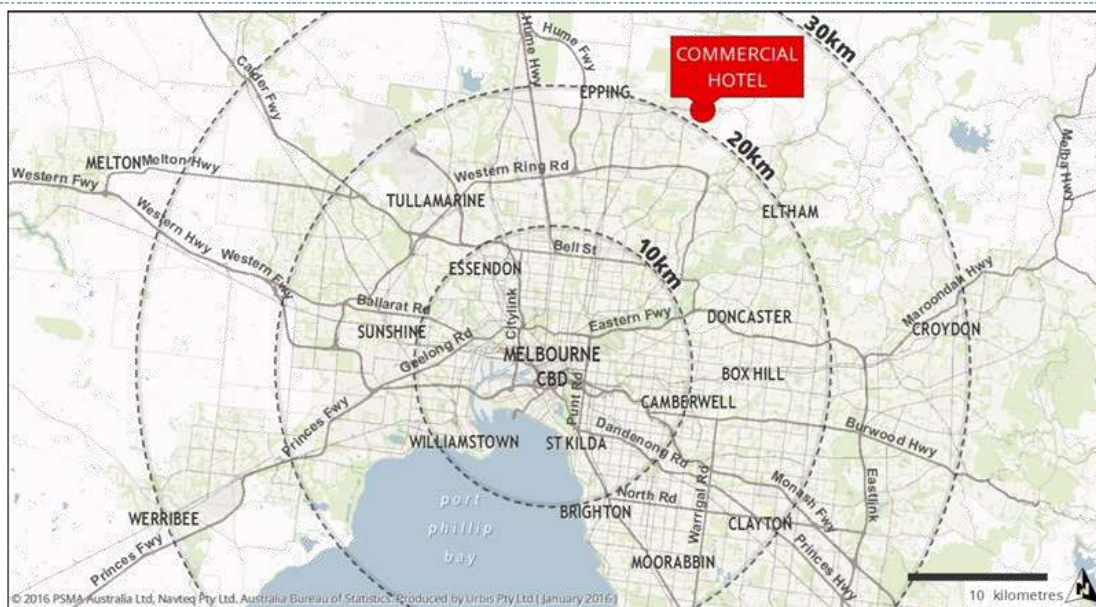 30km
Hume Hwy
Hume Fwy
COMMERCIAL
HOTEL
Calder Fwy
EPPING
20km
Melba Hwy
MELTON
Melton Hwy
Western Fwy
Western Ring Rd
TULLAMARINE
ELTHAM
Western Hwy
Bell St
10km
Western Fwy
ESSENDON
Maroondah Hwy
Ballarat Rd
Citylink
Eastern Fwy
DONCASTER
SUNSHINE
CROYDON
Geelong Rd
MELBOURNE
CBD
BOX HILL
Punt Rd
CAMBERWELL
Princes Fwy
Burwood Hwy
WILLIAMSTOWN
ST KILDA
Dandenong Rd
Warrigal Rd
Monash Fwy
Eastlink
port
phillip
bay
North Rd
WERRIBEE
BRIGHTON
CLAYTON
Princes Fwy
MOORABBIN
Princes Hwy
N
10 kilometres
© 2016 PSMA Australia Ltd, Navteq Pty Ltd. Australia Bureau of Statistics. Produced by Urbis Pty Ltd (January 2016)